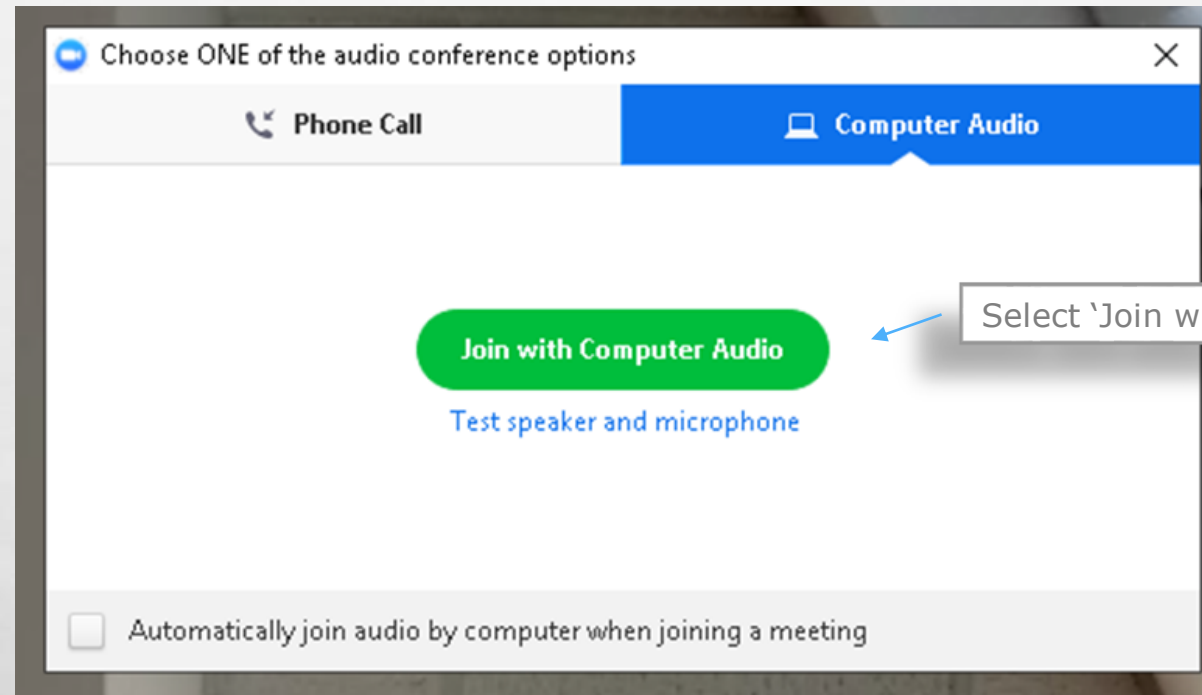 Choose ONE of the audio conference options
Phone Call
Computer Audio
Select ‘Join w
Join with Computer Audio
Test speaker and microphone
Automatically join audio by computer when joining a meeting